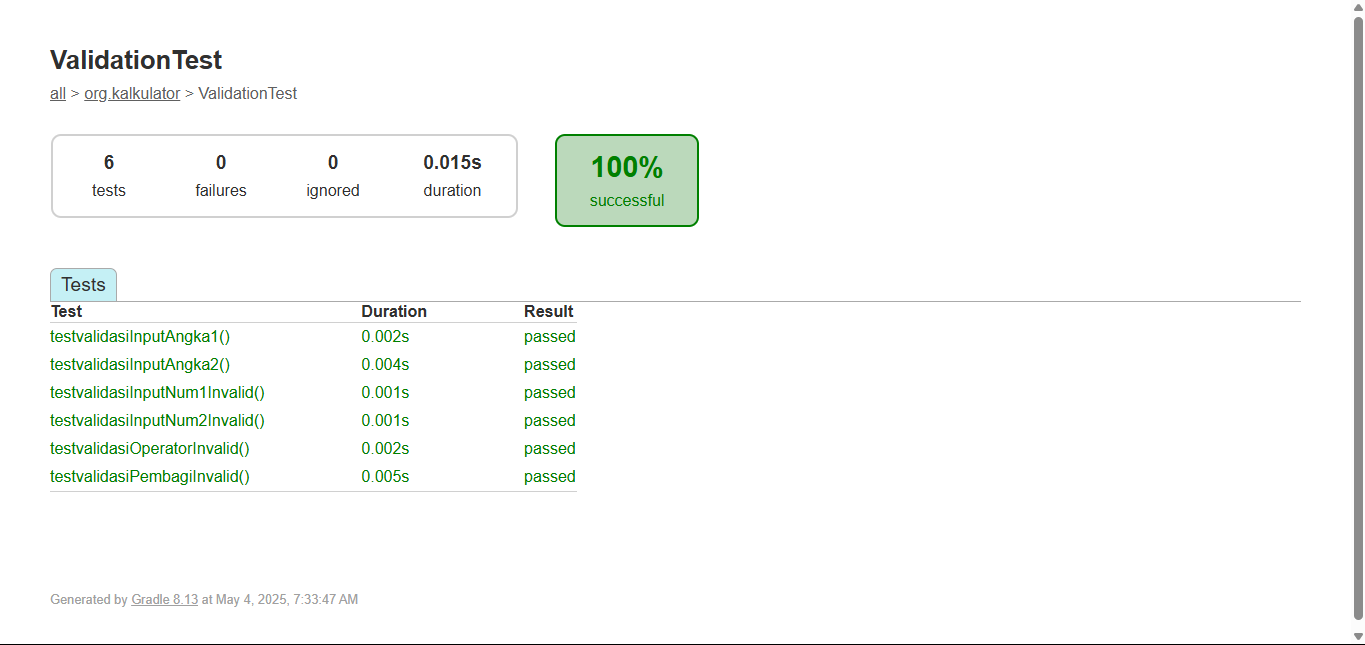 ValidationTest
all > org.kalkulator > ValidationTest
6 0 0 0.015s
tests failures ignored duration
100%
successful
Tests
Test Duration Result
testvalidasiInputAngka1() 0.002s passed
testvalidasiInputAngka2() 0.004s passed
testvalidasiInputNum1Invalid() 0.001s passed
testvalidasiInputNum2Invalid() 0.001s passed
testvalidasiOperatorInvalid() 0.002s passed
testvalidasiPembagiInvalid() 0.005s passed
Generated by Gradle 8.13 at May 4, 2025, 7:33:47 AM